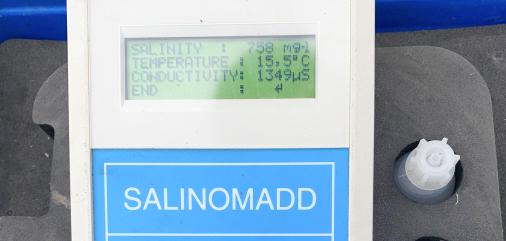 SALINITY : 758 mg·l
TEMPERATURE : 15,5°C
CONDUCTIVITY: 1349µS
END : ↵
SALINOMADD